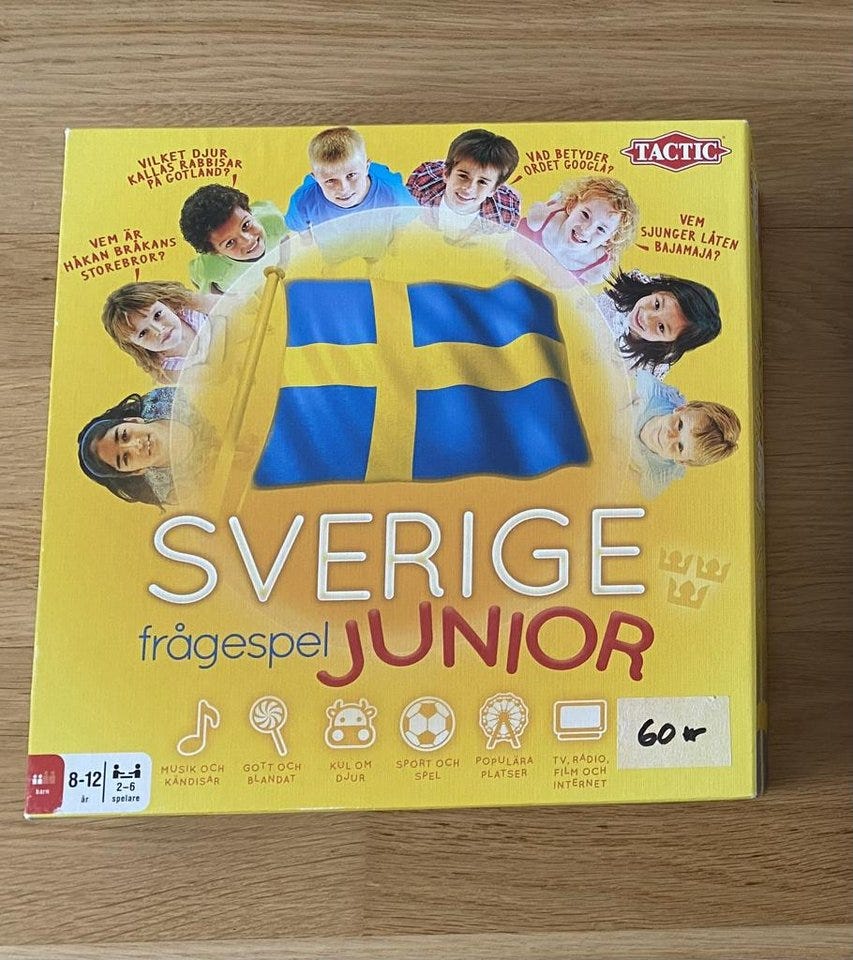 VILKET DJUR
KALLAS RABBISAR
PÅ GOTLAND?
VAD BETYDER
ORDET GOOGLA?
TACTIC
VEM ÄR
HÅKAN BRÅKANS
STOREBROR?
VEM
SJUNGER LÅTEN
BAJAMAJA?
SVERIGE
frågespel JUNIOR
MUSIK OCH
KÄNDISAR
GOTT OCH
BLANDAT
KUL OM
DJUR
SPORT OCH
SPEL
POPULÄRA
PLATSER
TV, RADIO,
FILM OCH
INTERNET
60 kr
barn
8-12
år
2-6
spelare